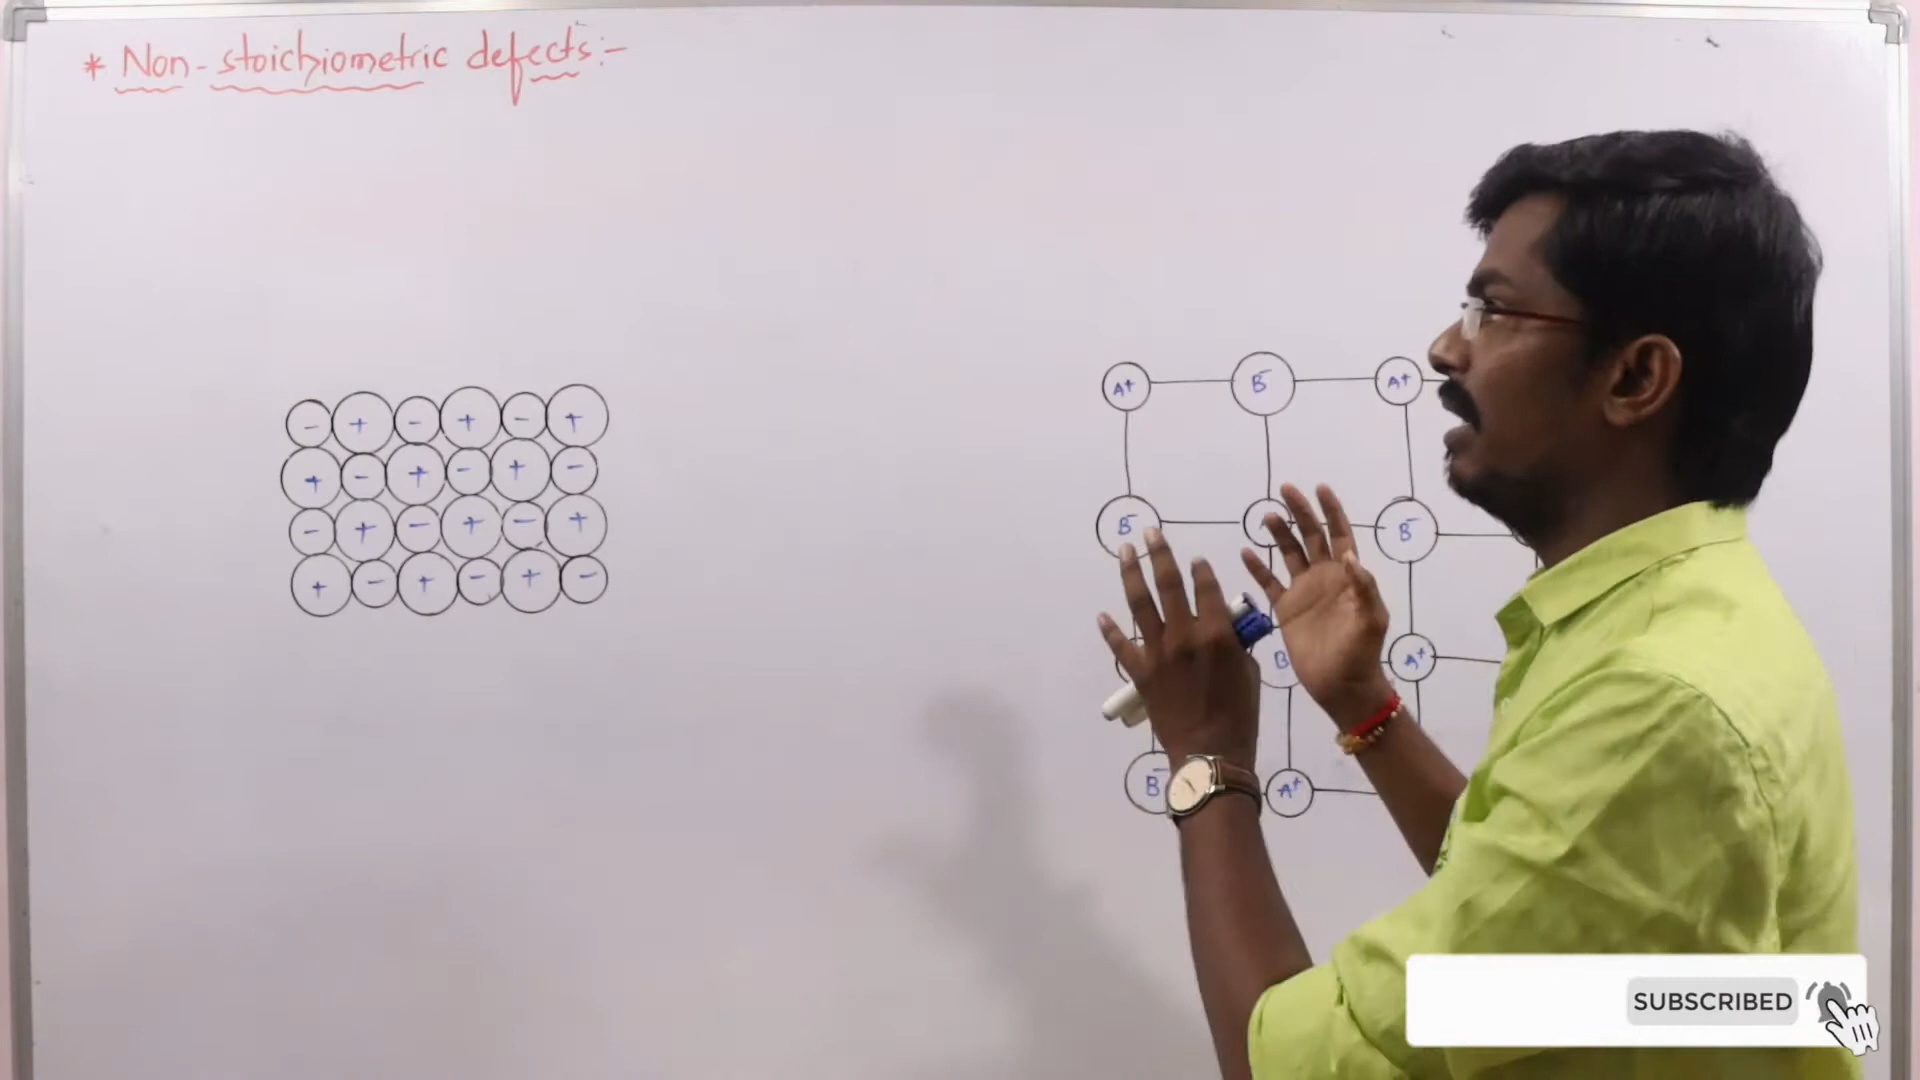 * Non-stoichiometric defects:-
- + - + - +
+ - + - + -
- + - + - +
+ - + - + -
A+ B- A+
B- A B-
B A+
B- A+
SUBSCRIBED